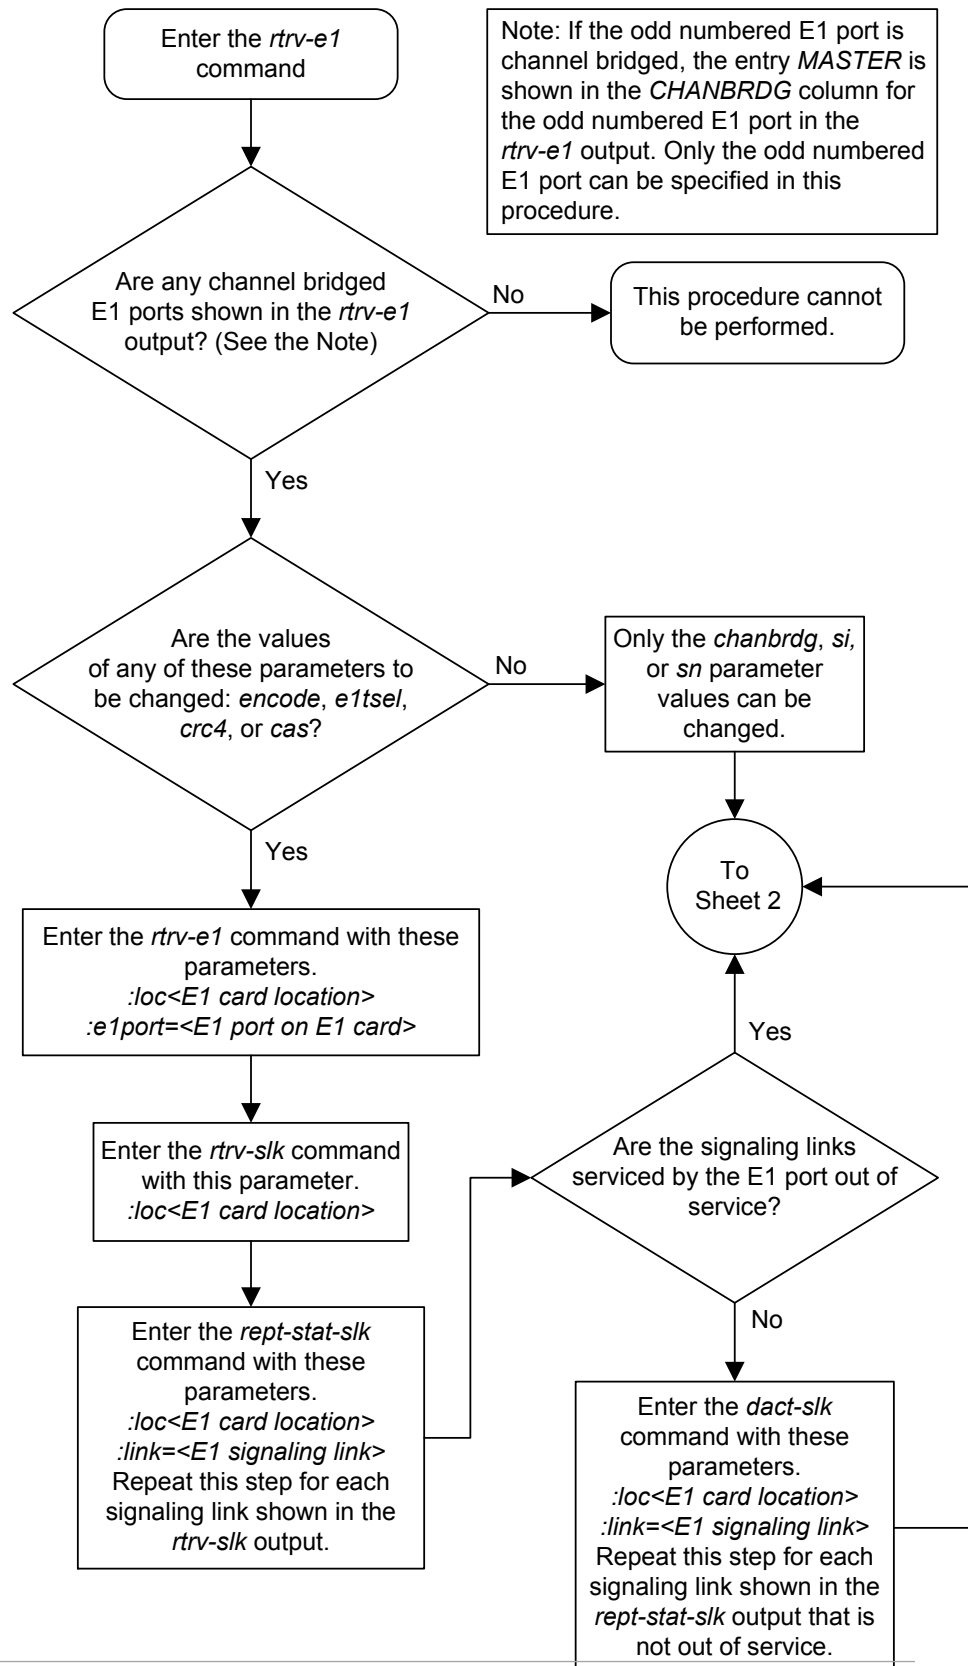 Enter the rtrv-e1
command
Note: If the odd numbered E1 port is
channel bridged, the entry MASTER is
shown in the CHANBRDG column for
the odd numbered E1 port in the
rtrv-e1 output. Only the odd numbered
E1 port can be specified in this
procedure.
Are any channel bridged
E1 ports shown in the rtrv-e1
output? (See the Note)
No
This procedure cannot
be performed.
Yes
Are the values
of any of these parameters to
be changed: encode, e1tsel,
crc4, or cas?
No
Only the chanbrdg, si,
or sn parameter
values can be
changed.
Yes
To
Sheet 2
Enter the rtrv-e1 command with these
parameters.
:loc<E1 card location>
:e1port=<E1 port on E1 card>
Yes
Enter the rtrv-slk command
with this parameter.
:loc<E1 card location>
Are the signaling links
serviced by the E1 port out of
service?
No
Enter the rept-stat-slk
command with these
parameters.
:loc<E1 card location>
:link=<E1 signaling link>
Repeat this step for each
signaling link shown in the
rtrv-slk output.
Enter the dact-slk
command with these
parameters.
:loc<E1 card location>
:link=<E1 signaling link>
Repeat this step for each
signaling link shown in the
rept-stat-slk output that is
not out of service.